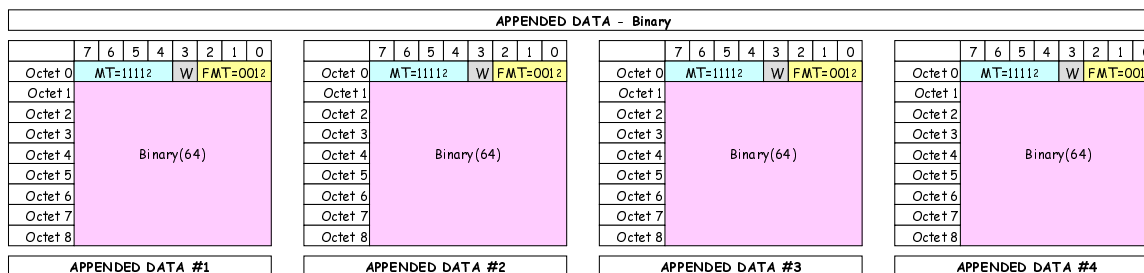 APPENDED DATA - Binary
7 6 5 4 3 2 1 0 7 6 5 4 3 2 1 0 7 6 5 4 3 2 1 0 7 6 5 4 3 2 1
Octet 0 MT=11112 W FMT=0012 Octet 0 MT=11112 W FMT=0012 Octet 0 MT=11112 W FMT=0012 Octet 0 MT=11112 W FMT=001
Octet 1 Octet 1 Octet 1 Octet 1
Octet 2 Octet 2 Octet 2 Octet 2
Octet 3 Octet 3 Octet 3 Octet 3
Octet 4 Binary(64) Octet 4 Binary(64) Octet 4 Binary(64) Octet 4 Binary(64)
Octet 5 Octet 5 Octet 5 Octet 5
Octet 6 Octet 6 Octet 6 Octet 6
Octet 7 Octet 7 Octet 7 Octet 7
Octet 8 Octet 8 Octet 8 Octet 8
APPENDED DATA #1 APPENDED DATA #2 APPENDED DATA #3 APPENDED DATA #4